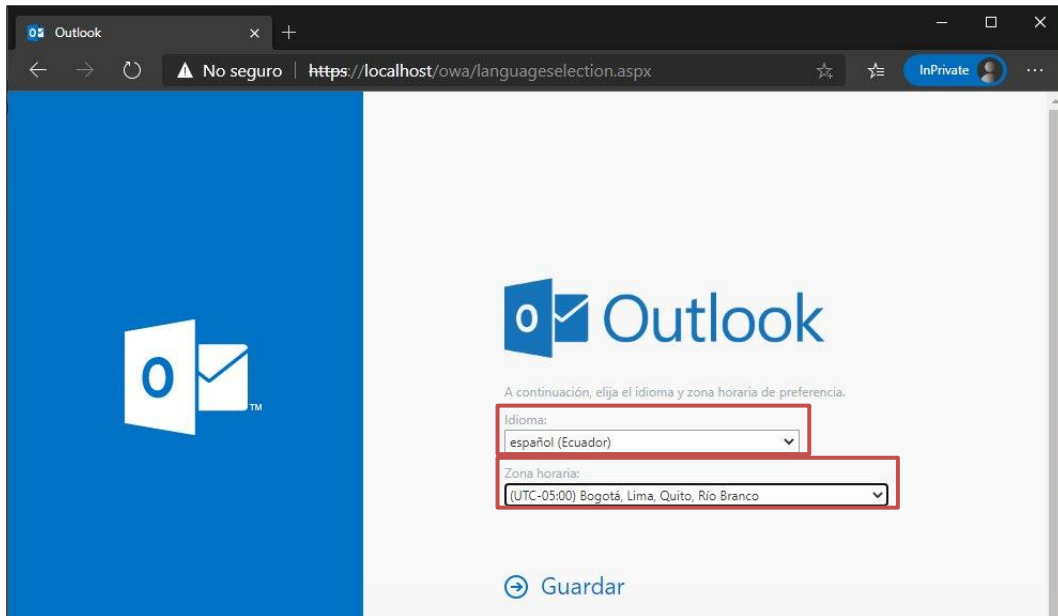 Outlook
No seguro | https://localhost/owa/languageselection.aspx
InPrivate
Outlook
A continuación, elija el idioma y zona horaria de preferencia.
Idioma:
español (Ecuador)
Zona horaria:
(UTC-05:00) Bogotá, Lima, Quito, Río Branco
Guardar
O
TM